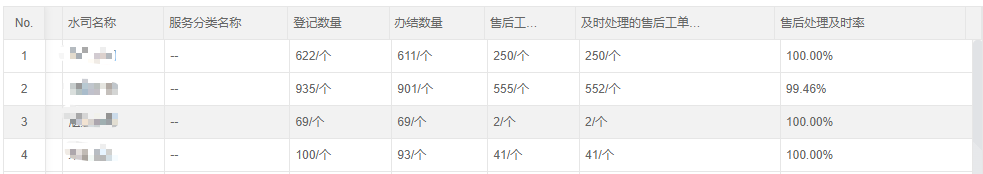 No. 水司名称 服务分类名称 登记数量 办结数量 售后工... 及时处理的售后工单... 售后处理及时率
1 -- 622/个 611/个 250/个 250/个 100.00%
2 -- 935/个 901/个 555/个 552/个 99.46%
3 -- 69/个 69/个 2/个 2/个 100.00%
4 -- 100/个 93/个 41/个 41/个 100.00%